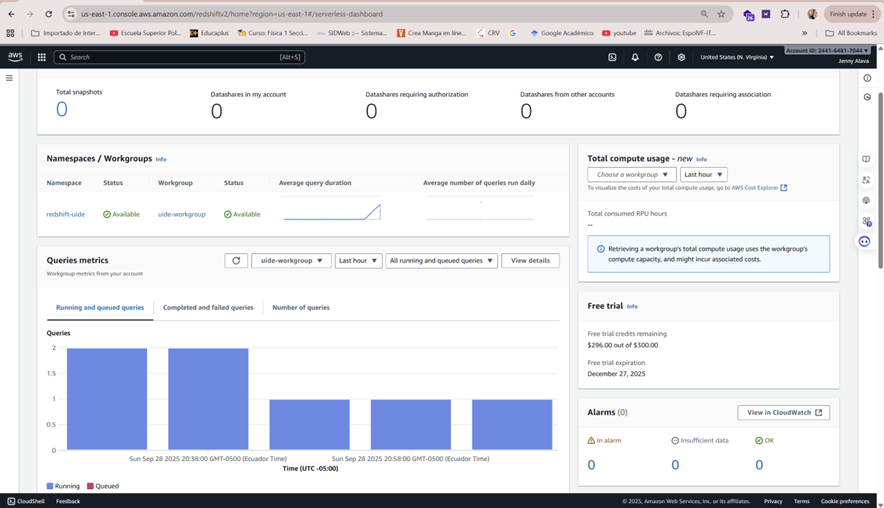 us-east-1.console.aws.amazon.com/redshiftv2/home?region=us-east-1#/serverless-dashboard
26
Finish update
Importado de Inter...
Escuela Superior Pol...
Educaplus
Curso: Física 1 Secci...
SIDWeb ::-- Sistema...
Crea Manga en líne...
CRV
Google Académico
youtube
Archivos: EspolVF-IT...
All Bookmarks
aws
Search
[Alt+S]
United States (N. Virginia)
Account ID: 2441-6481-7044
Jenny Alava
Total snapshots
0
Datashares in my account
0
Datashares requiring authorization
0
Datashares from other accounts
0
Datashares requiring association
0
Namespaces / Workgroups Info
Namespace Status Workgroup Status Average query duration Average number of queries run daily
redshift-uide Available uide-workgroup Available
Queries metrics
Workgroup metrics from your account
uide-workgroup
Last hour
All running and queued queries
View details
Running and queued queries
Completed and failed queries
Number of queries
Queries
2
1.5
1
0.5
0
Sun Sep 28 2025 20:38:00 GMT-0500 (Ecuador Time)
Sun Sep 28 2025 20:58:00 GMT-0500 (Ecuador Time)
Time (UTC -05:00)
Running
Queued
Total compute usage - new Info
Choose a workgroup
Last hour
To visualize the costs of your total compute usage, go to AWS Cost Explorer
Total consumed RPU hours
--
Retrieving a workgroup's total compute usage uses the workgroup's
compute capacity, and might incur associated costs.
Free trial Info
Free trial credits remaining
$296.00 out of $300.00
Free trial expiration
December 27, 2025
Alarms (0)
View in CloudWatch
In alarm
0
Insufficient data
0
OK
0
CloudShell
Feedback
© 2025, Amazon Web Services, Inc. or its affiliates.
Privacy
Terms
Cookie preferences